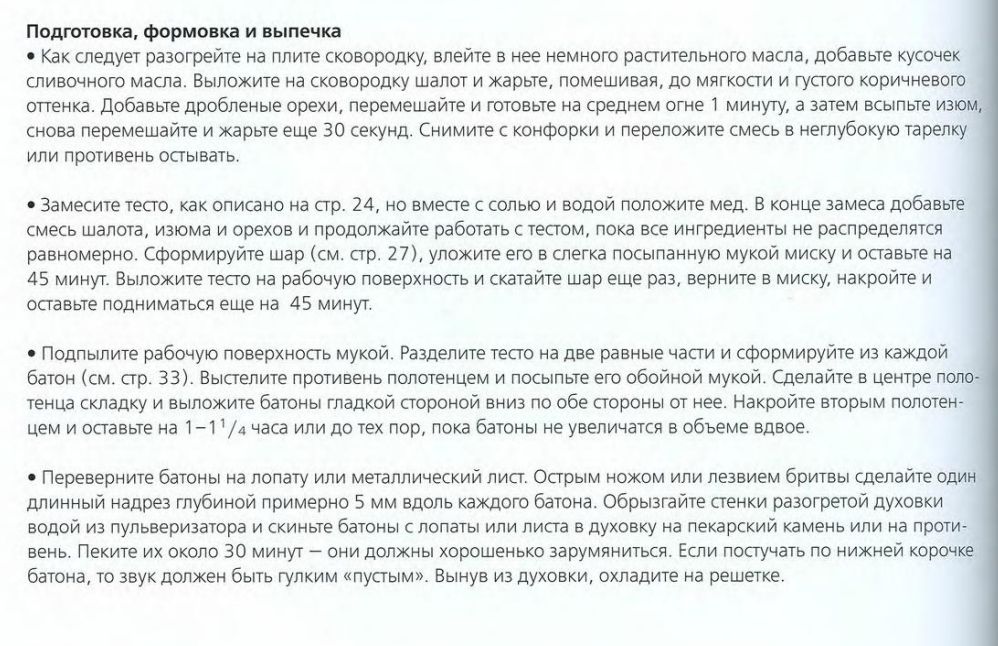 Подготовка, формовка и выпечка
• Как следует разогрейте на плите сковородку, влейте в нее немного растительного масла, добавьте кусочек
сливочного масла. Выложите на сковородку шалот и жарьте, помешивая, до мягкости и густого коричневого
оттенка. Добавьте дробленые орехи, перемешайте и готовьте на среднем огне 1 минуту, а затем всыпьте изюм,
снова перемешайте и жарьте еще 30 секунд. Снимите с конфорки и переложите смесь в неглубокую тарелку
или противень остывать.
• Замесите тесто, как описано на стр. 24, но вместе с солью и водой положите мед. В конце замеса добавьте
смесь шалота, изюма и орехов и продолжайте работать с тестом, пока все ингредиенты не распределятся
равномерно. Сформируйте шар (см. стр. 27), уложите его в слегка посыпанную мукой миску и оставьте на
45 минут. Выложите тесто на рабочую поверхность и скатайте шар еще раз, верните в миску, накройте и
оставьте подниматься еще на 45 минут.
• Подпылите рабочую поверхность мукой. Разделите тесто на две равные части и сформируйте из каждой
батон (см. стр. 33). Выстелите противень полотенцем и посыпьте его обойной мукой. Сделайте в центре поло-
тенца складку и выложите батоны гладкой стороной вниз по обе стороны от нее. Накройте вторым полотен-
цем и оставьте на 1–1 1/4 часа или до тех пор, пока батоны не увеличатся в объеме вдвое.
• Переверните батоны на лопату или металлический лист. Острым ножом или лезвием бритвы сделайте один
длинный надрез глубиной примерно 5 мм вдоль каждого батона. Обрызгайте стенки разогретой духовки
водой из пульверизатора и скиньте батоны с лопаты или листа в духовку на пекарский камень или на проти-
вень. Пеките их около 30 минут – они должны хорошенько зарумяниться. Если постучать по нижней корочке
батона, то звук должен быть гулким «пустым». Вынув из духовки, охладите на решетке.